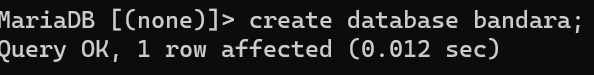 MariaDB [(none)]> create database bandara;
Query OK, 1 row affected (0.012 sec)